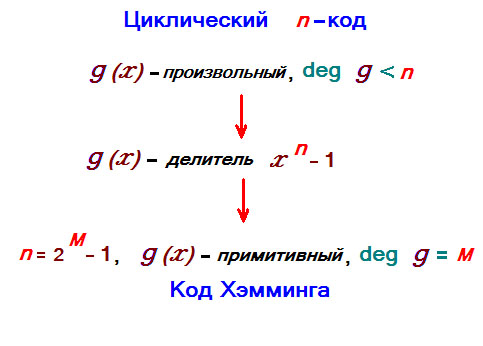 Циклический n – код
g (x) – произвольный, deg g < n
g (x) – делитель x^n – 1
n = 2^M – 1, g (x) – примитивный, deg g = M
Код Хэмминга